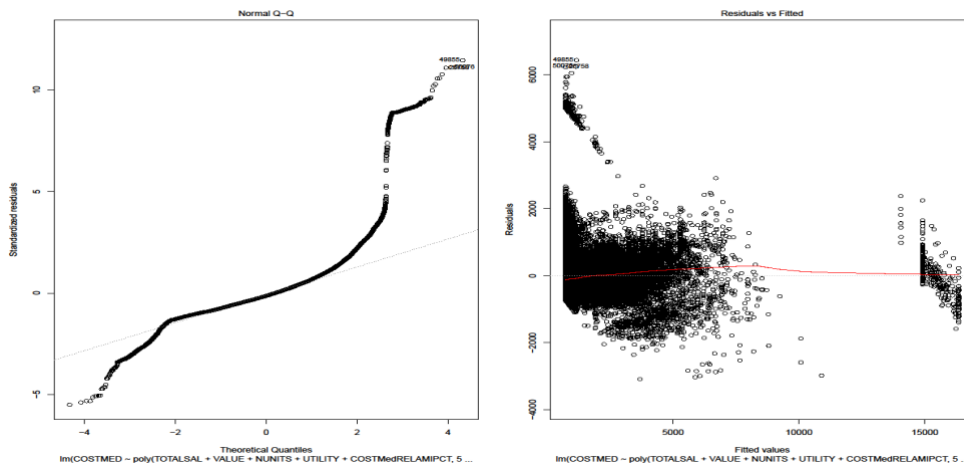 Normal Q-Q
49855
10
5
0
-5
Standardized residuals
-4
-2
0
2
4
Theoretical Quantiles
lm(COSTMED ~ poly(TOTALSAL + VALUE + NUNITS + UTILITY + COSTMedRELAMIPCT, 5 ...
Residuals vs Fitted
49855
6000
4000
2000
0
-2000
-4000
Residuals
5000
10000
15000
Fitted values
lm(COSTMED ~ poly(TOTALSAL + VALUE + NUNITS + UTILITY + COSTMedRELAMIPCT, 5 ...